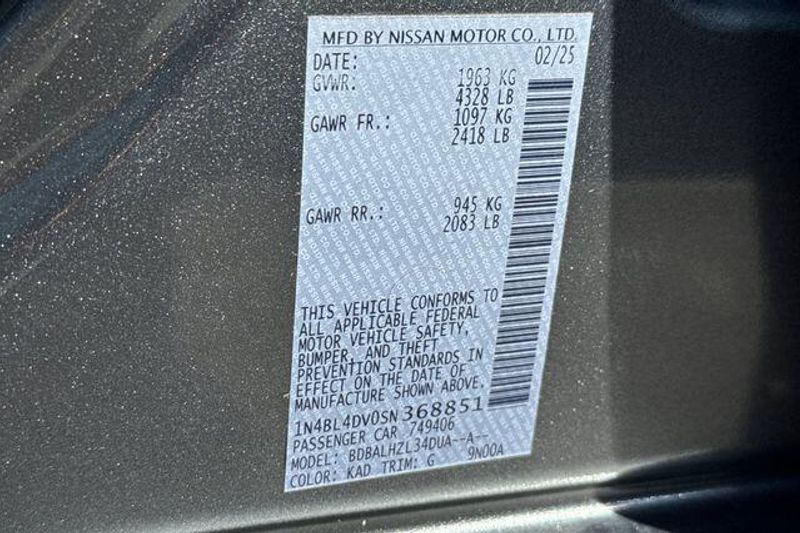 MFD BY NISSAN MOTOR CO., LTD.
DATE: 02/25
GVWR: 1963 KG
4328 LB
GAWR FR.: 1097 KG
2418 LB
GAWR RR.: 945 KG
2083 LB
THIS VEHICLE CONFORMS TO
ALL APPLICABLE FEDERAL
MOTOR VEHICLE SAFETY,
BUMPER, AND THEFT
PREVENTION STANDARDS IN
EFFECT ON THE DATE OF
MANUFACTURE SHOWN ABOVE.
1N4BL4DV0SN368851
PASSENGER CAR 749406
MODEL: BDBALHZL34DUA--A--
COLOR: KAD TRIM: G 9N00A